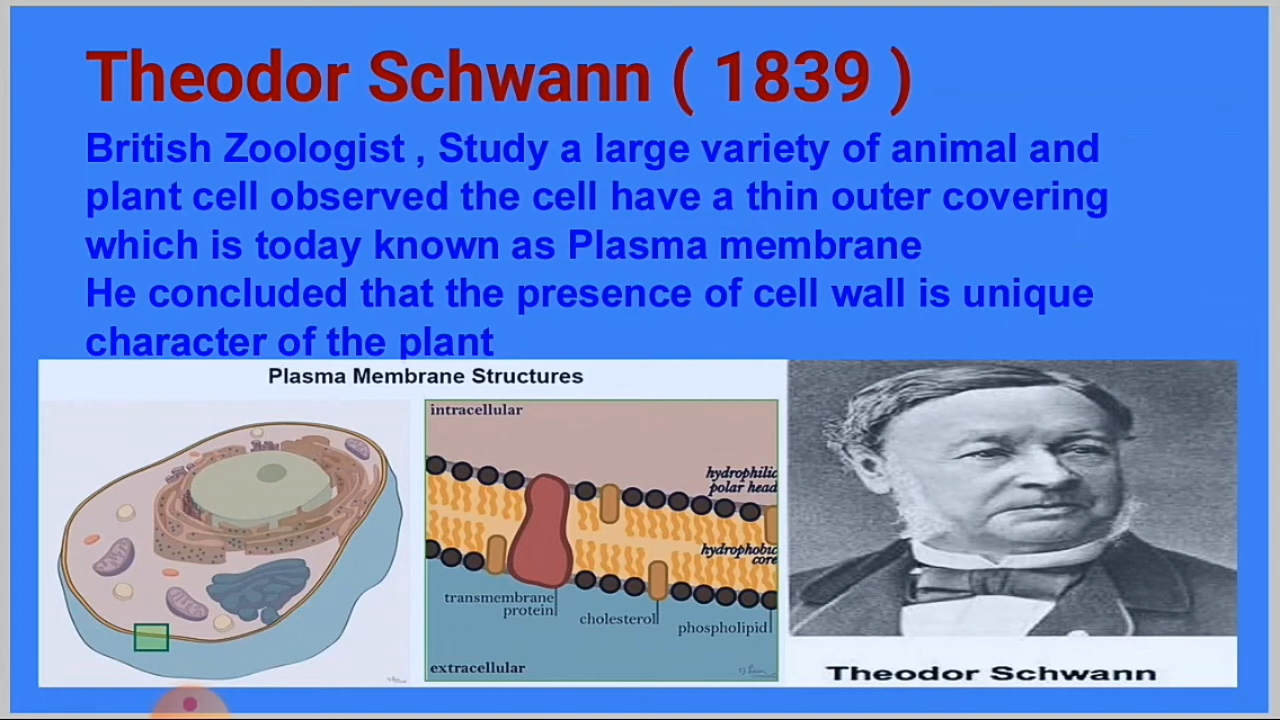 Theodor Schwann ( 1839 )
British Zoologist , Study a large variety of animal and
plant cell observed the cell have a thin outer covering
which is today known as Plasma membrane
He concluded that the presence of cell wall is unique
character of the plant
Plasma Membrane Structures
intracellular
hydrophilic
polar head
hydrophobic
core
transmembrane
protein
cholesterol
phospholipid
extracellular
Theodor Schwann